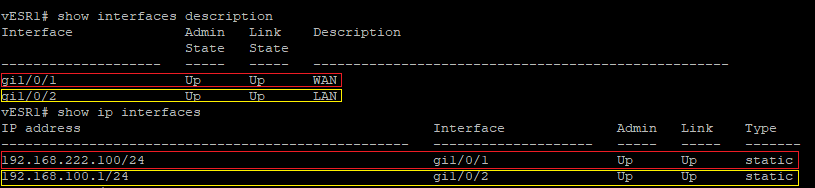 vESR1# show interfaces description
Interface Admin Link Description
State State
--------------------- ----- ----- ------------------------------------------------------
gi1/0/1 Up Up WAN
gi1/0/2 Up Up LAN
vESR1# show ip interfaces
IP address Interface Admin Link Type
----------------------------------------------------- -------------------- ----- ----- -------
192.168.222.100/24 gi1/0/1 Up Up static
192.168.100.1/24 gi1/0/2 Up Up static